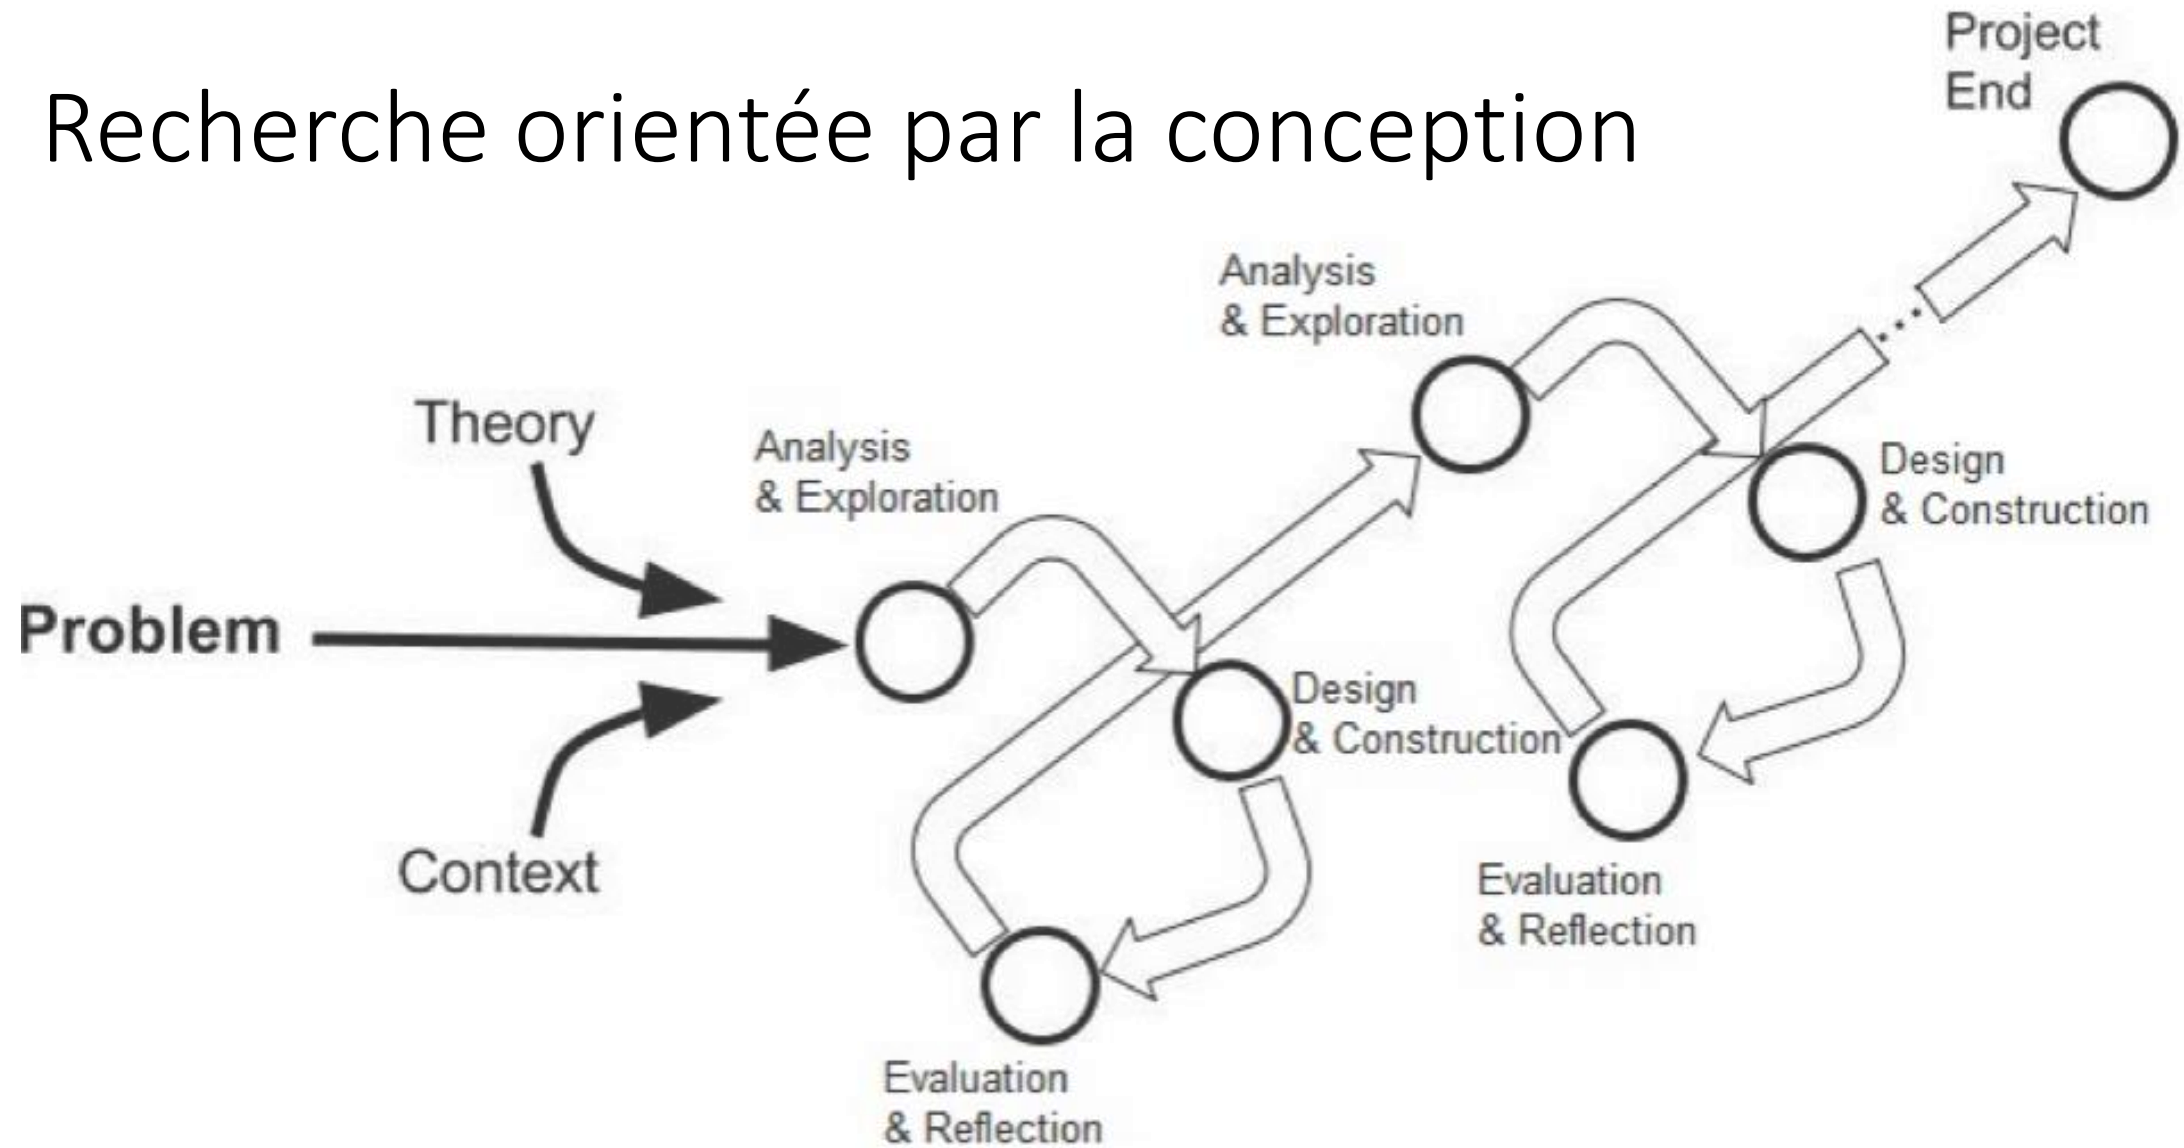 Recherche orientée par la conception
Project
End
Analysis
& Exploration
Theory
Analysis
& Exploration
Design
& Construction
Problem
Design
& Construction
Context
Evaluation
& Reflection
Evaluation
& Reflection